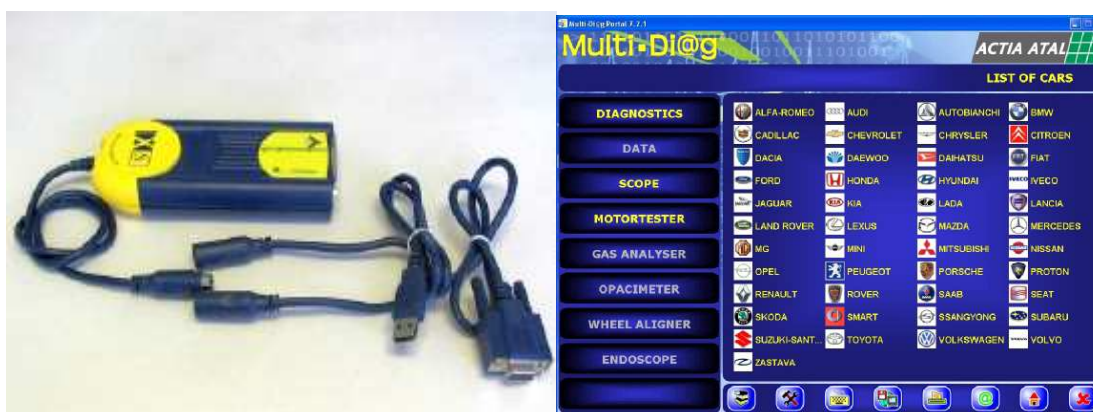 Multi-Di@g Portal 7.7.1
Multi-Di@g
ACTIA ATAL
LIST OF CARS
DIAGNOSTICS
DATA
SCOPE
MOTORTESTER
GAS ANALYSER
OPACIMETER
WHEEL ALIGNER
ENDOSCOPE
ALFA-ROMEO AUDI AUTOBIANCHI BMW
CADILLAC CHEVROLET CHRYSLER CITROEN
DACIA DAEWOO DAIHATSU FIAT
FORD HONDA HYUNDAI IVECO
JAGUAR KIA LADA LANCIA
LAND ROVER LEXUS MAZDA MERCEDES
MG MINI MITSUBISHI NISSAN
OPEL PEUGEOT PORSCHE PROTON
RENAULT ROVER SAAB SEAT
SKODA SMART SSANGYONG SUBARU
SUZUKI-SANT... TOYOTA VOLKSWAGEN VOLVO
ZASTAVA